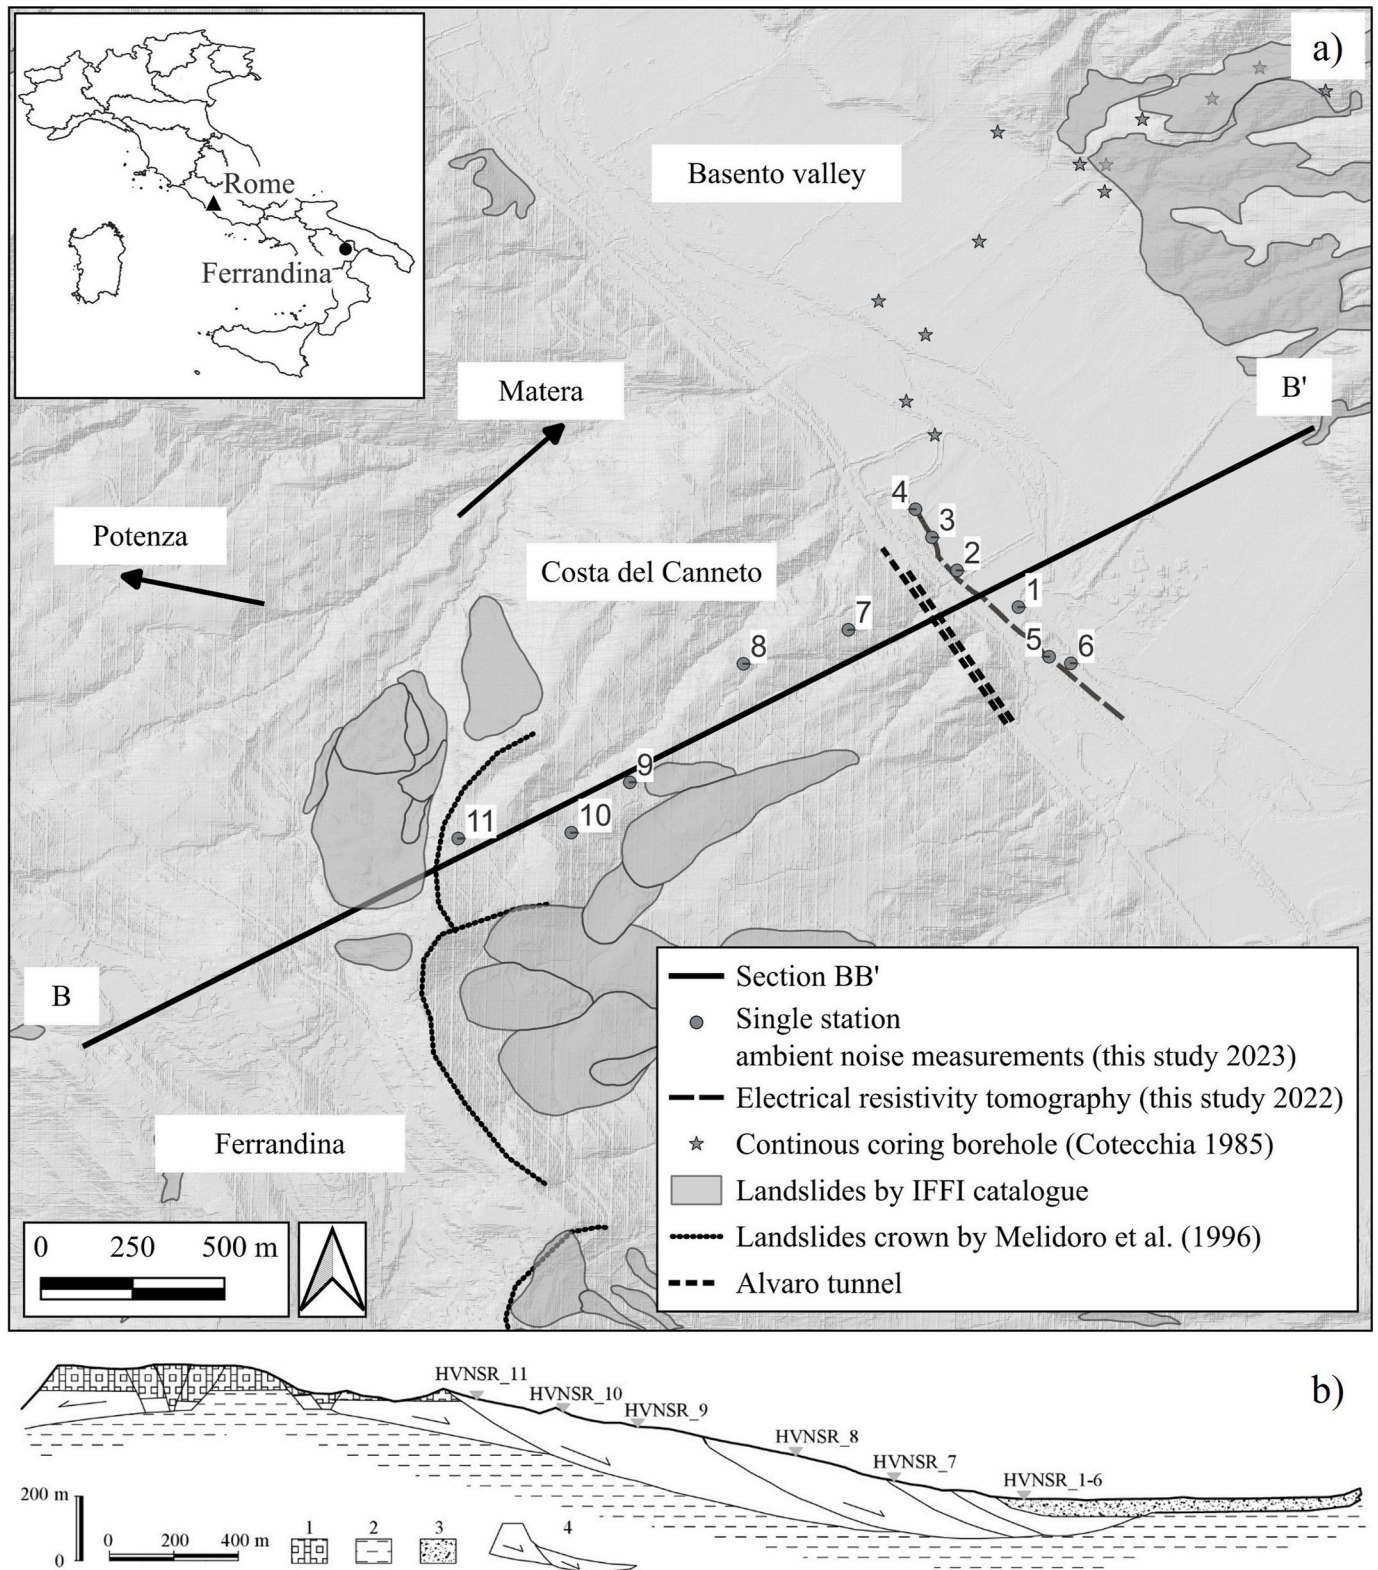 a)
Rome
Ferrandina
Basento valley
Matera
B'
Potenza
Costa del Canneto
4
3
2
1
5
6
7
8
9
10
11
B
Ferrandina
0 250 500 m
Section BB'
Single station
ambient noise measurements (this study 2023)
Electrical resistivity tomography (this study 2022)
Continous coring borehole (Cotecchia 1985)
Landslides by IFFI catalogue
Landslides crown by Melidoro et al. (1996)
Alvaro tunnel
b)
HVNSR_11
HVNSR_10
HVNSR_9
HVNSR_8
HVNSR_7
HVNSR_1-6
200 m
0
0 200 400 m
1
2
3
4